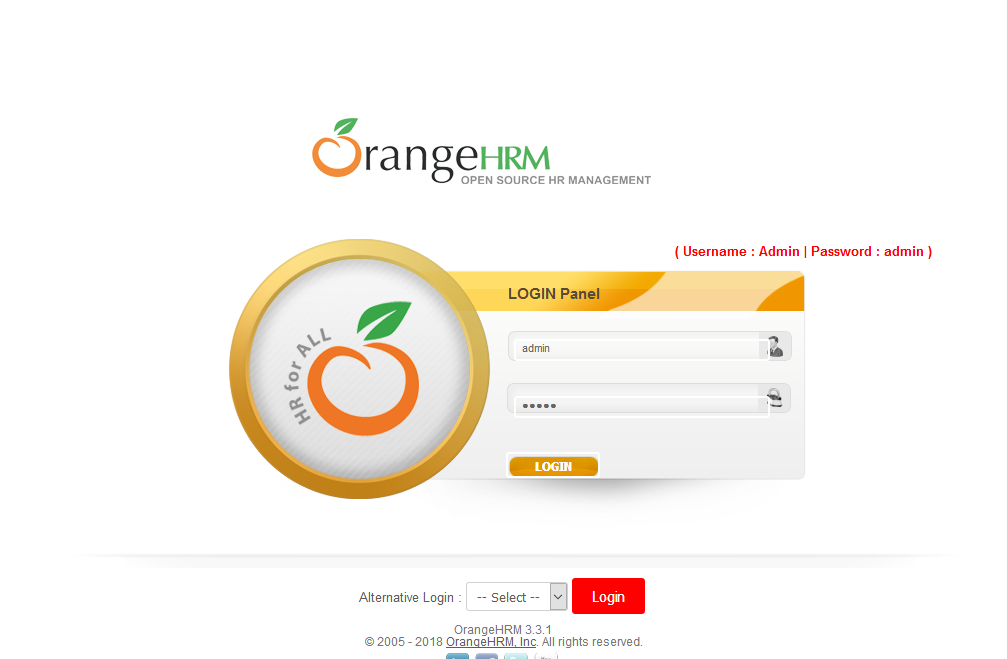 OrangeHRM
OPEN SOURCE HR MANAGEMENT
( Username : Admin | Password : admin )
LOGIN Panel
HR for ALL
admin
●●●●●
LOGIN
Alternative Login : -- Select -- Login
OrangeHRM 3.3.1
© 2005 - 2018 OrangeHRM, Inc. All rights reserved.